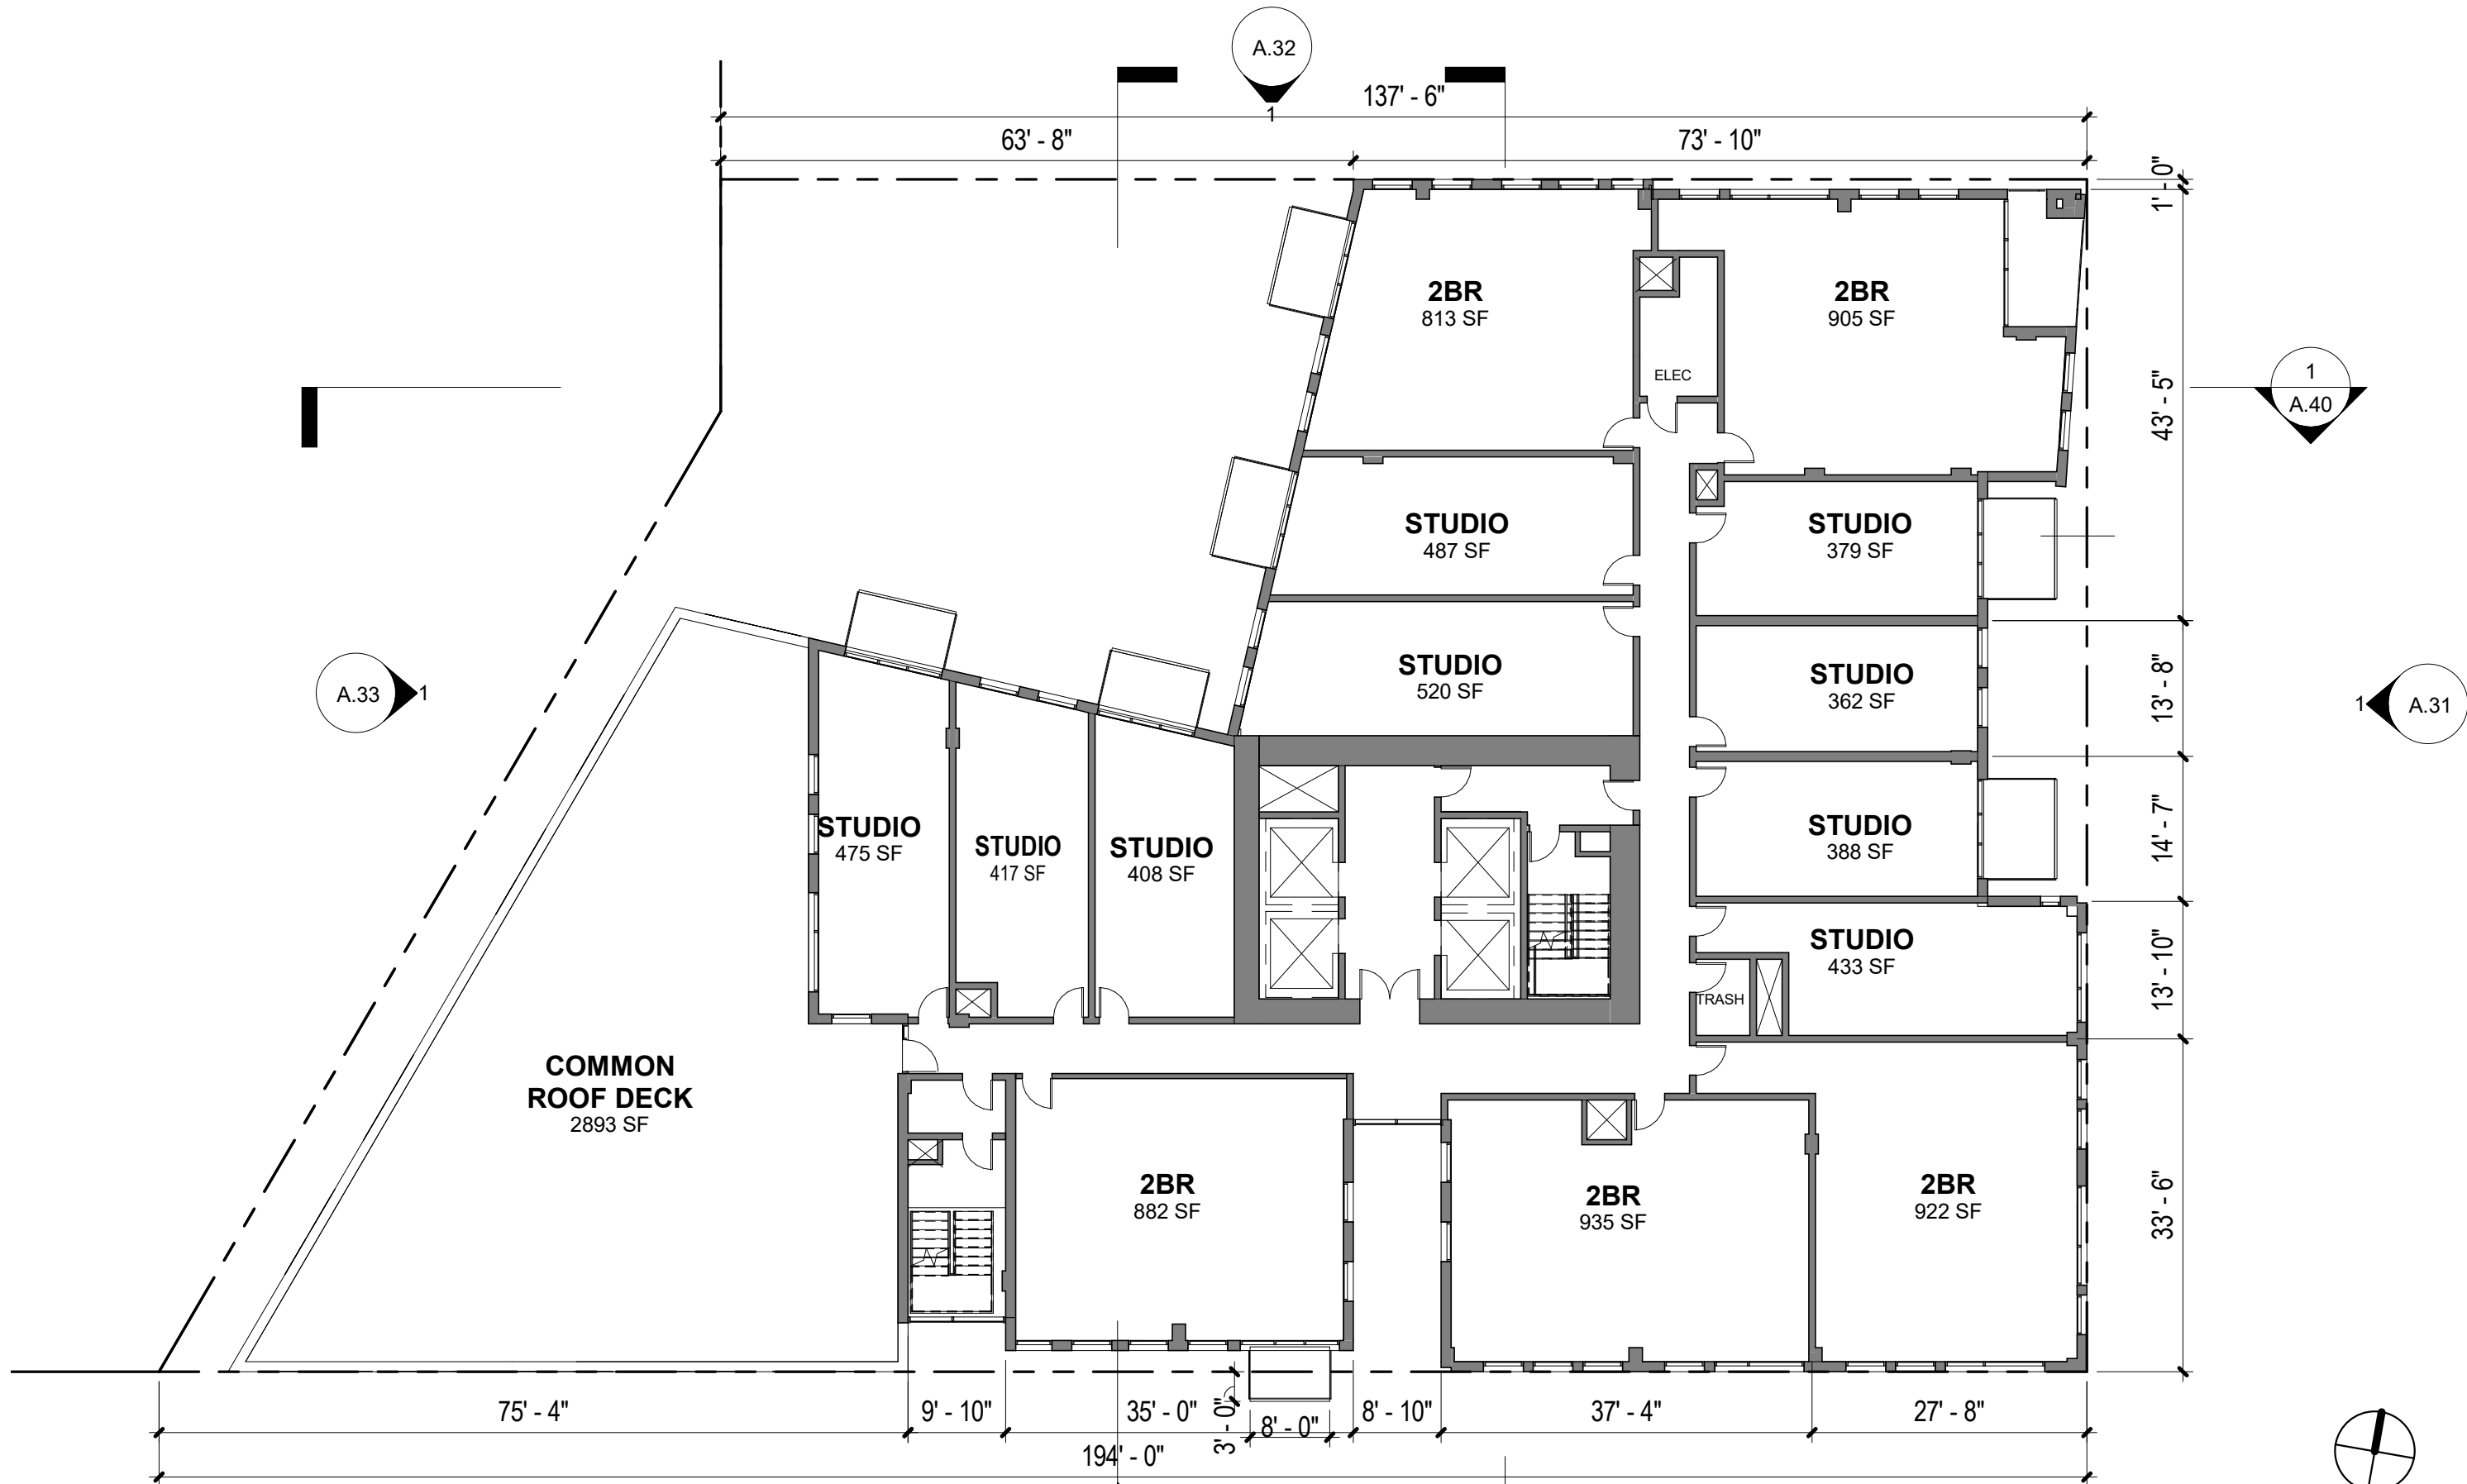 A.32
1
137' - 6"
63' - 8"
73' - 10"
1' - 0"
2BR
813 SF
2BR
905 SF
ELEC
43' - 5"
1
A.40
STUDIO
487 SF
STUDIO
379 SF
STUDIO
520 SF
STUDIO
362 SF
13' - 8"
A.33
1
1
A.31
STUDIO
475 SF
STUDIO
417 SF
STUDIO
408 SF
STUDIO
388 SF
14' - 7"
STUDIO
433 SF
13' - 10"
TRASH
COMMON
ROOF DECK
2893 SF
2BR
882 SF
2BR
935 SF
2BR
922 SF
33' - 6"
75' - 4"
9' - 10"
35' - 0"
3' - 0"
8' - 0"
8' - 10"
37' - 4"
27' - 8"
194' - 0"